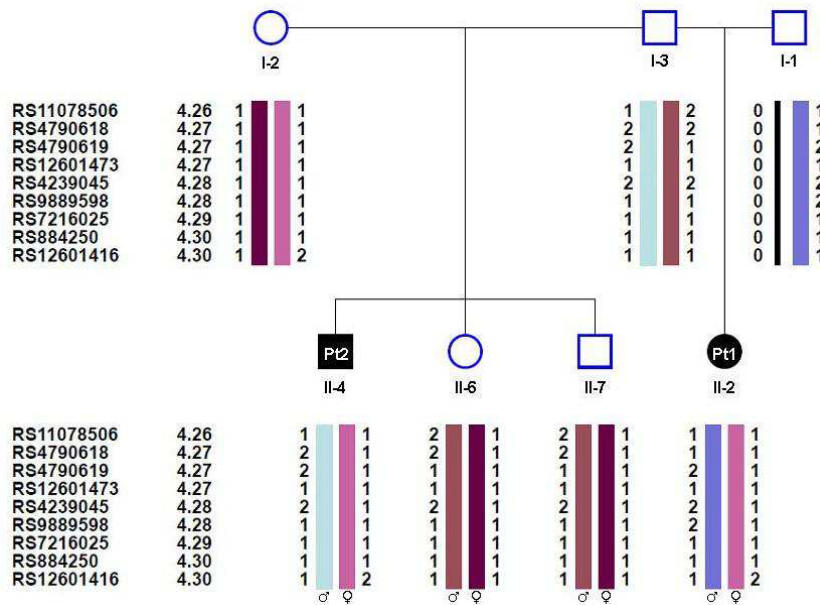 I-2 I-3 I-1
RS11078506 4.26 1 1 1 2 0 1
RS4790618 4.27 1 1 2 2 0 1
RS4790619 4.27 1 1 2 1 0 2
RS12601473 4.27 1 1 1 1 0 1
RS4239045 4.28 1 1 2 2 0 2
RS9889598 4.28 1 1 1 1 0 2
RS7216025 4.29 1 1 1 1 0 1
RS884250 4.30 1 1 1 1 0 1
RS12601416 4.30 1 2 1 1 0 1
Pt2 Pt1
II-4 II-6 II-7 II-2
RS11078506 4.26 1 1 2 1 2 1 1 1
RS4790618 4.27 2 1 2 1 2 1 1 1
RS4790619 4.27 2 1 1 1 1 1 2 1
RS12601473 4.27 1 1 1 1 1 1 1 1
RS4239045 4.28 2 1 2 1 2 1 2 1
RS9889598 4.28 1 1 1 1 1 1 2 1
RS7216025 4.29 1 1 1 1 1 1 1 1
RS884250 4.30 1 1 1 1 1 1 1 1
RS12601416 4.30 1 2 1 1 1 1 1 2
♂ ♀ ♂ ♀ ♂ ♀ ♂ ♀